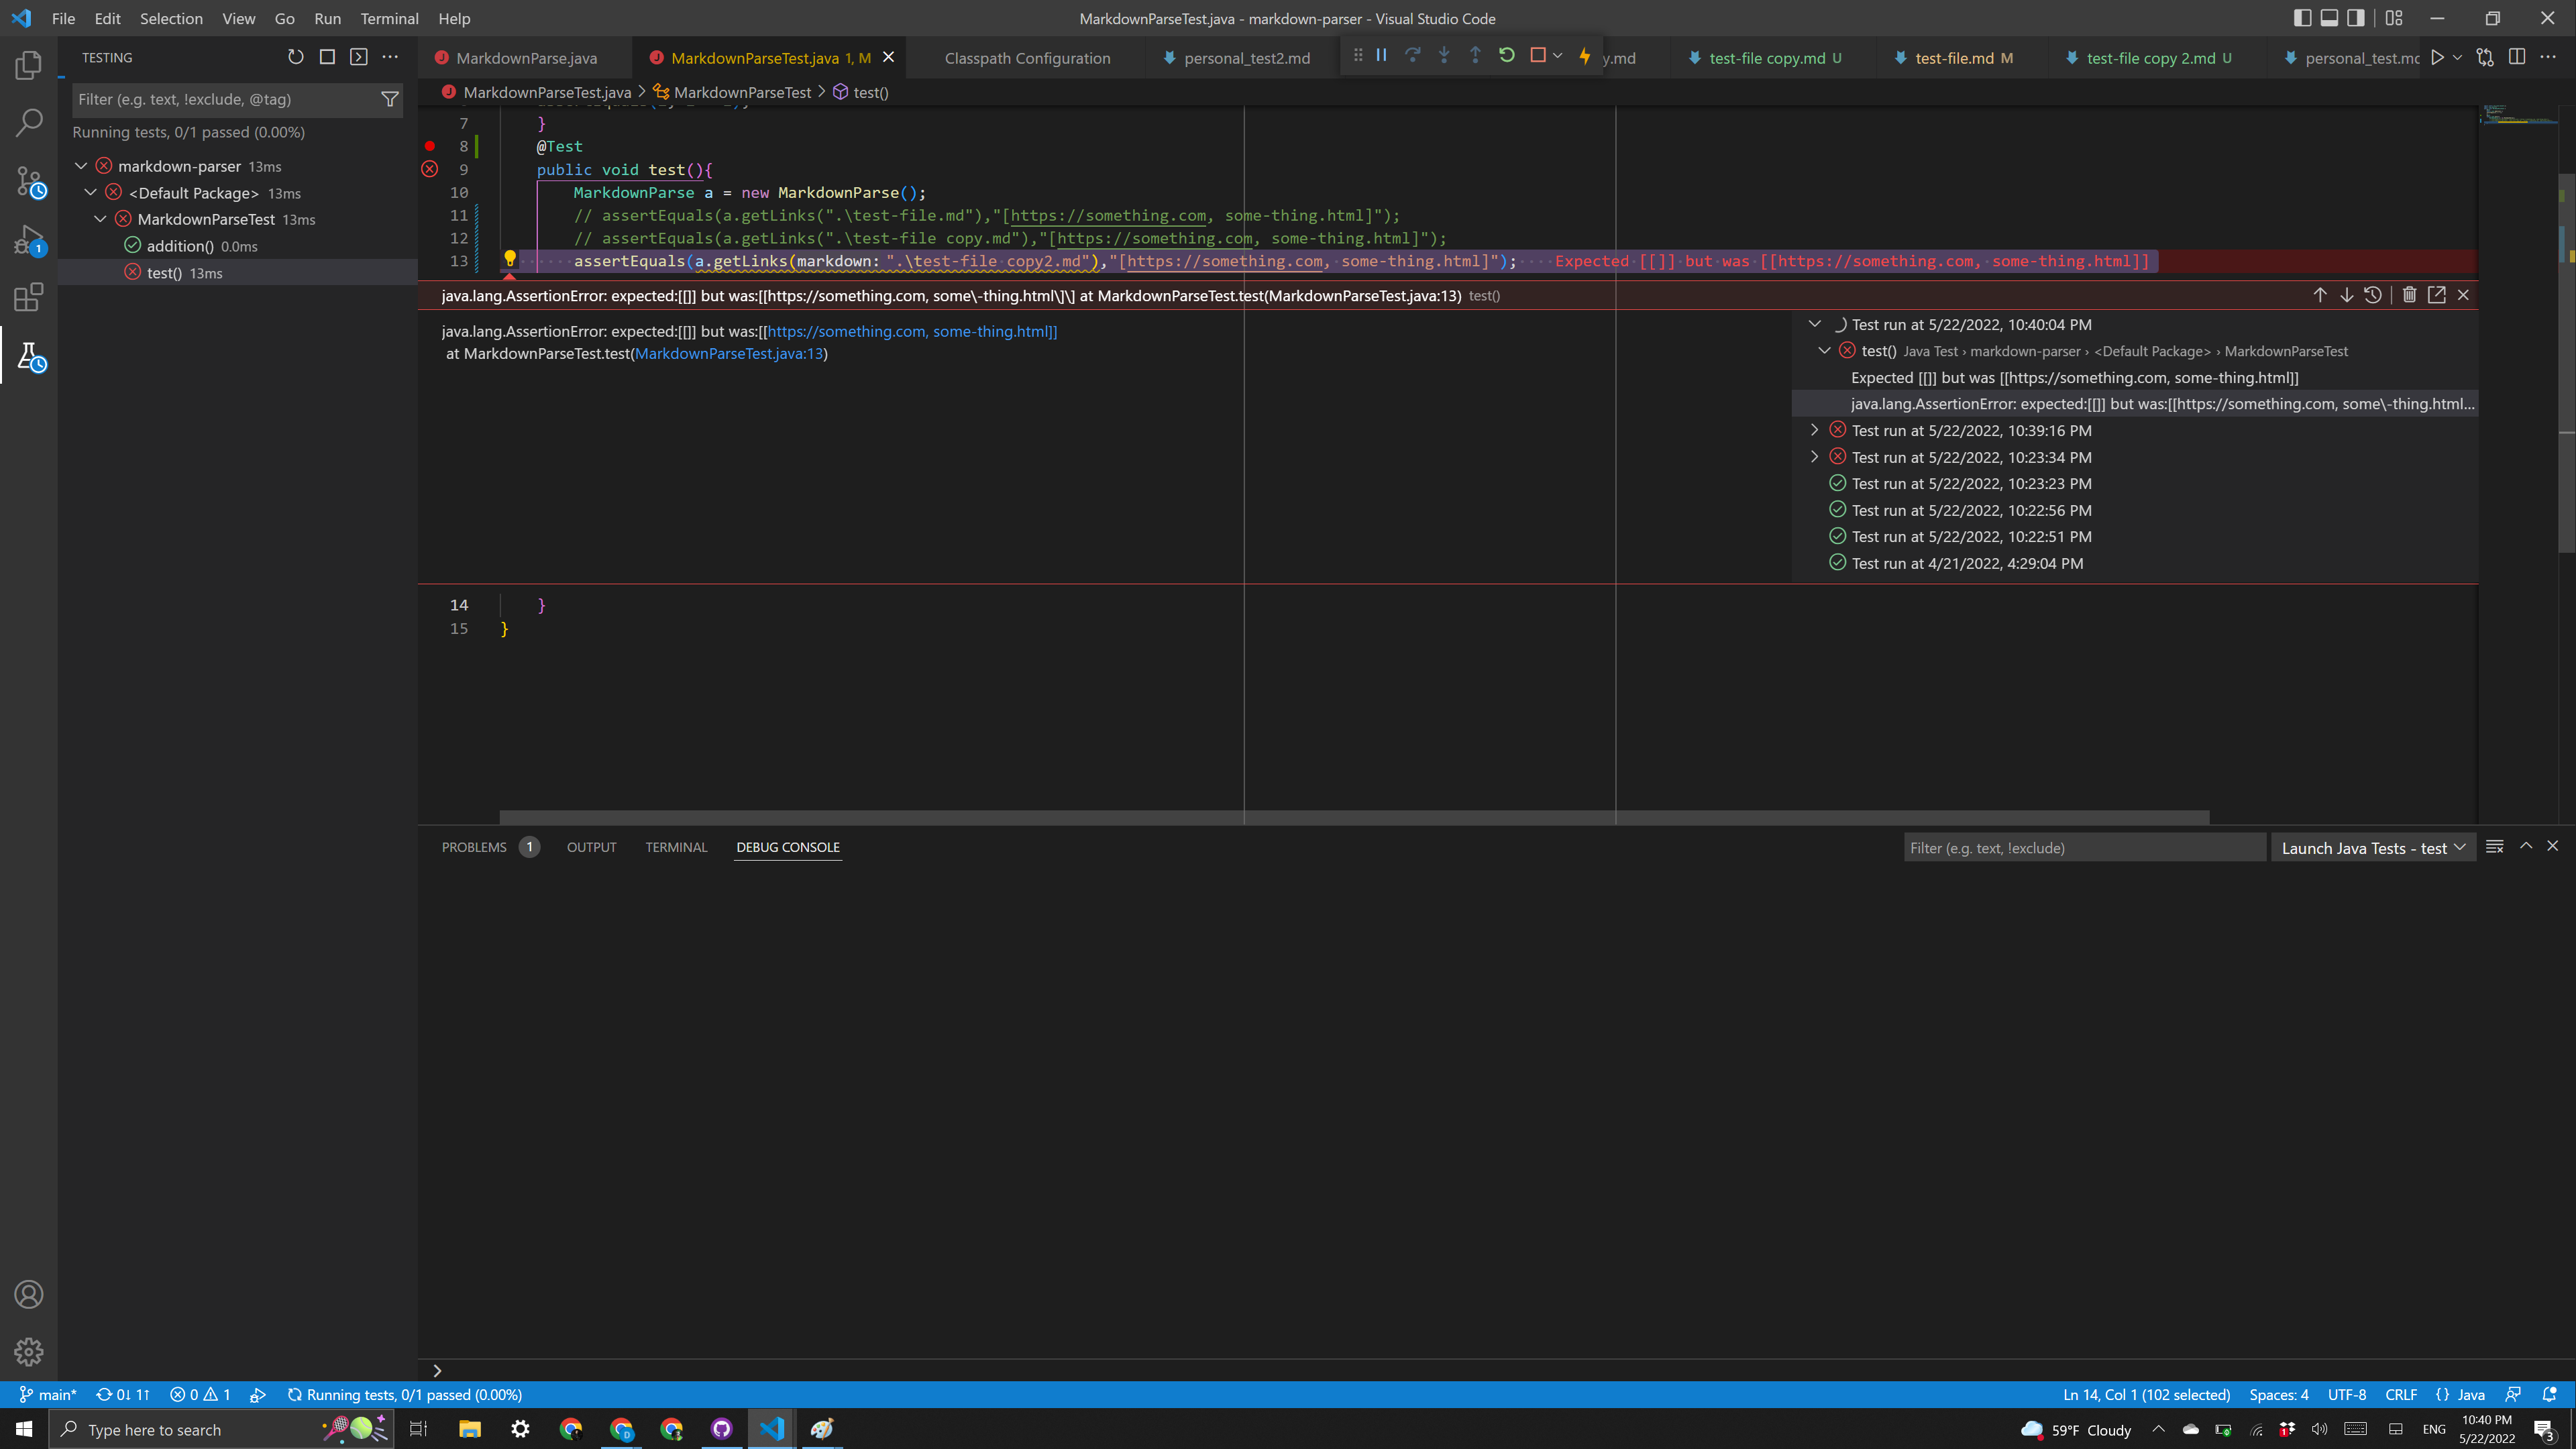 File Edit Selection View Go Run Terminal Help
MarkdownParseTest.java - markdown-parser - Visual Studio Code
TESTING
MarkdownParse.java
MarkdownParseTest.java 1, M
Classpath Configuration
personal_test2.md
y.md
test-file copy.md U
test-file.md M
test-file copy 2.md U
personal_test.mc
Filter (e.g. text, !exclude, @tag)
Running tests, 0/1 passed (0.00%)
markdown-parser 13ms
<Default Package> 13ms
MarkdownParseTest 13ms
addition() 0.0ms
test() 13ms
1
MarkdownParseTest.java > MarkdownParseTest > test()
7 }
8 @Test
9 public void test(){
10 MarkdownParse a = new MarkdownParse();
11 // assertEquals(a.getLinks(".\test-file.md"),"[https://something.com, some-thing.html]");
12 // assertEquals(a.getLinks(".\test-file copy.md"),"[https://something.com, some-thing.html]");
13 assertEquals(a.getLinks(markdown: ".\test-file copy2.md"),"[https://something.com, some-thing.html]"); Expected [[]] but was [[https://something.com, some-thing.html]]
java.lang.AssertionError: expected:[[]] but was:[[https://something.com, some\-thing.html\]\] at MarkdownParseTest.test(MarkdownParseTest.java:13) test()
java.lang.AssertionError: expected:[[]] but was:[[https://something.com, some-thing.html]]
at MarkdownParseTest.test(MarkdownParseTest.java:13)
Test run at 5/22/2022, 10:40:04 PM
test() Java Test › markdown-parser › <Default Package> › MarkdownParseTest
Expected [[]] but was [[https://something.com, some-thing.html]]
java.lang.AssertionError: expected:[[]] but was:[[https://something.com, some\-thing.html...
Test run at 5/22/2022, 10:39:16 PM
Test run at 5/22/2022, 10:23:34 PM
Test run at 5/22/2022, 10:23:23 PM
Test run at 5/22/2022, 10:22:56 PM
Test run at 5/22/2022, 10:22:51 PM
Test run at 4/21/2022, 4:29:04 PM
14 }
15 }
PROBLEMS 1 OUTPUT TERMINAL DEBUG CONSOLE
Filter (e.g. text, !exclude)
Launch Java Tests - test
main* 0↓ 1↑ 0 1 Running tests, 0/1 passed (0.00%)
Ln 14, Col 1 (102 selected) Spaces: 4 UTF-8 CRLF {} Java
Type here to search
59°F Cloudy
ENG
10:40 PM
5/22/2022
3